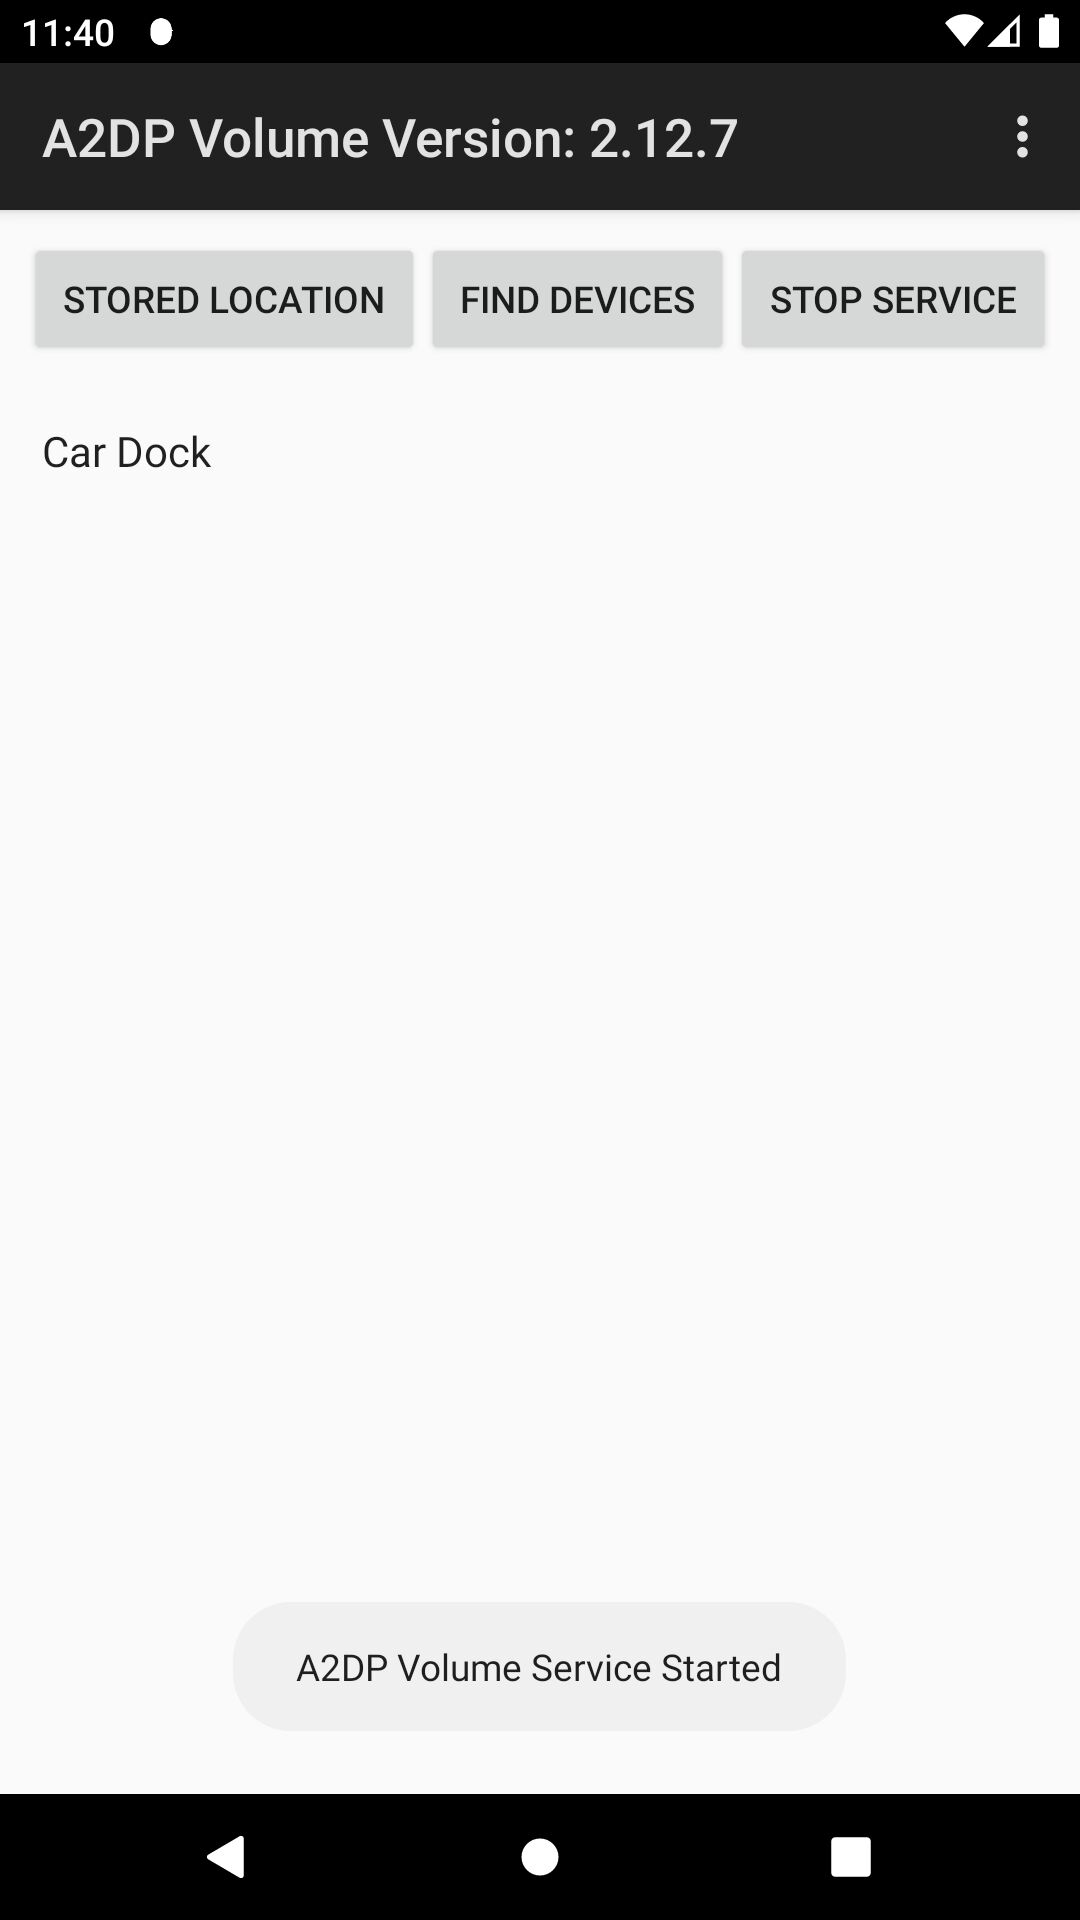 11:40
A2DP Volume Version: 2.12.7
STORED LOCATION
FIND DEVICES
STOP SERVICE
Car Dock
A2DP Volume Service Started